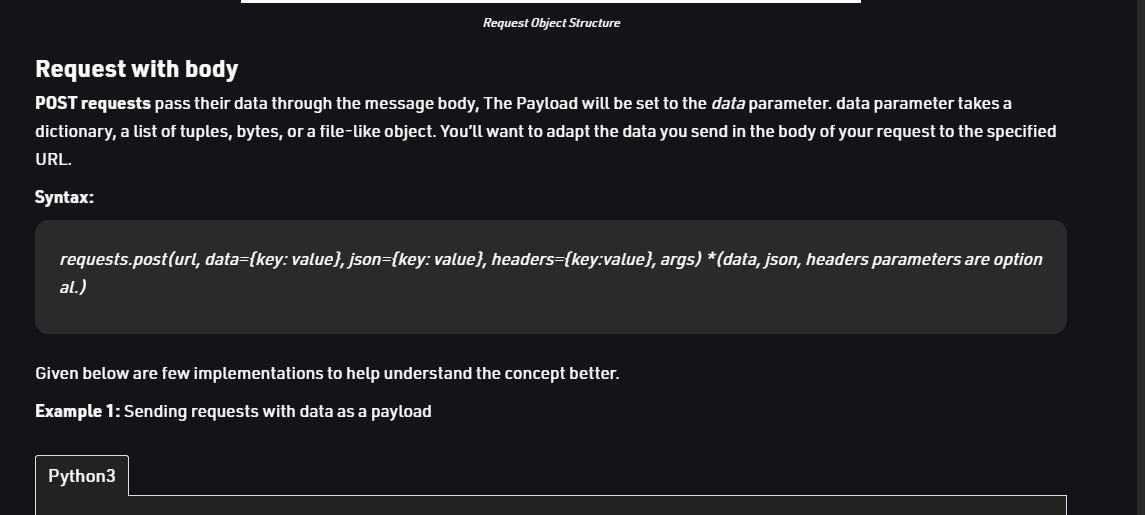 Request Object Structure
Request with body
POST requests pass their data through the message body, The Payload will be set to the data parameter. data parameter takes a
dictionary, a list of tuples, bytes, or a file-like object. You'll want to adapt the data you send in the body of your request to the specified
URL.
Syntax:
requests.post(url, data={key: value}, json={key: value}, headers={key:value}, args) *(data, json, headers parameters are option
al.)
Given below are few implementations to help understand the concept better.
Example 1: Sending requests with data as a payload
Python3